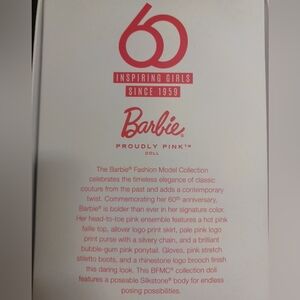 60
INSPIRING GIRLS
SINCE 1959
Barbie®
PROUDLY PINK™
DOLL
The Barbie® Fashion Model Collection
celebrates the timeless elegance of classic
couture from the past and adds a contemporary
twist. Commemorating her 60th anniversary,
Barbie® is bolder than ever in her signature color.
Her head-to-toe pink ensemble features a hot pink
faille top, allover logo-print skirt, pale pink logo
print purse with a silvery chain, and a brilliant
bubble-gum pink ponytail. Gloves, pink stretch
stiletto boots, and a rhinestone logo brooch finish
this daring look. This BFMC® collection doll
features a poseable Silkstone® body for endless
posing possibilities.